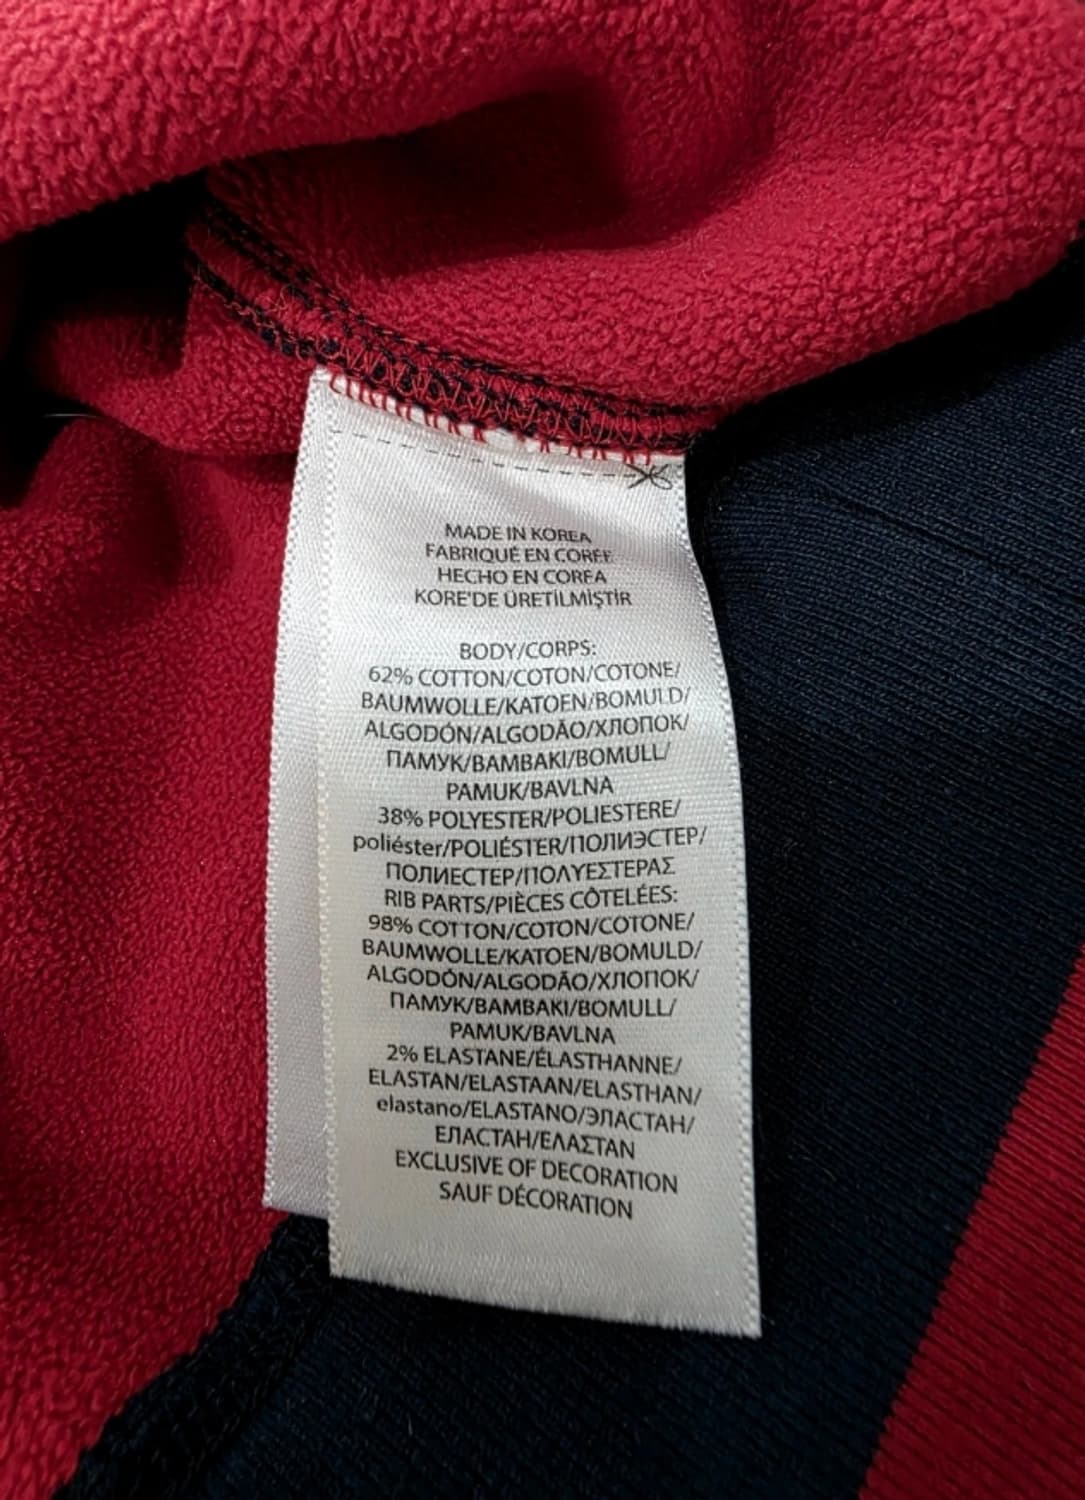 MADE IN KOREA
FABRIQUÉ EN CORÉE
HECHO EN COREA
KORE'DE ÜRETİLMİŞTİR
BODY/CORPS:
62% COTTON/COTON/COTONE/
BAUMWOLLE/KATOEN/BOMULD/
ALGODÓN/ALGODÃO/ХЛОПОК/
ПАМУК/BAMBAKI/BOMULL/
PAMUK/BAVLNA
38% POLYESTER/POLIESTERE/
poliéster/POLIÉSTER/ПОЛИЭСТЕР/
ПОЛИЕСТЕР/ΠΟΛΥΕΣΤΕΡΑΣ
RIB PARTS/PIÈCES CÔTELÉES:
98% COTTON/COTON/COTONE/
BAUMWOLLE/KATOEN/BOMULD/
ALGODÓN/ALGODÃO/ХЛОПОК/
ПАМУК/BAMBAKI/BOMULL/
PAMUK/BAVLNA
2% ELASTANE/ÉLASTHANNE/
ELASTAN/ELASTAAN/ELASTHAN/
elastano/ELASTANO/ЭЛАСТАН/
ЕЛАСТАН/ΕΛΑΣΤΑΝ
EXCLUSIVE OF DECORATION
SAUF DÉCORATION